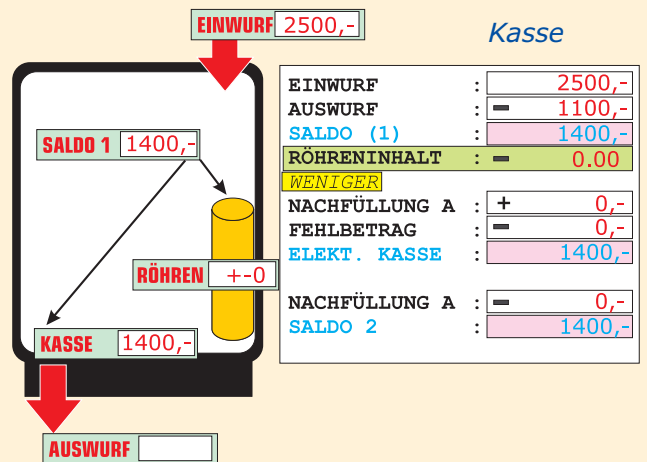 EINWURF 2500,-
Kasse
EINWURF : 2500,-
AUSWURF : - 1100,-
SALDO (1) : 1400,-
RÖHRENINHALT : - 0.00
WENIGER
NACHFÜLLUNG A : + 0,-
FEHLBETRAG : - 0,-
ELEKT. KASSE : 1400,-
NACHFÜLLUNG A : - 0,-
SALDO 2 : 1400,-
SALDO 1 1400,-
RÖHREN +-0
KASSE 1400,-
AUSWURF